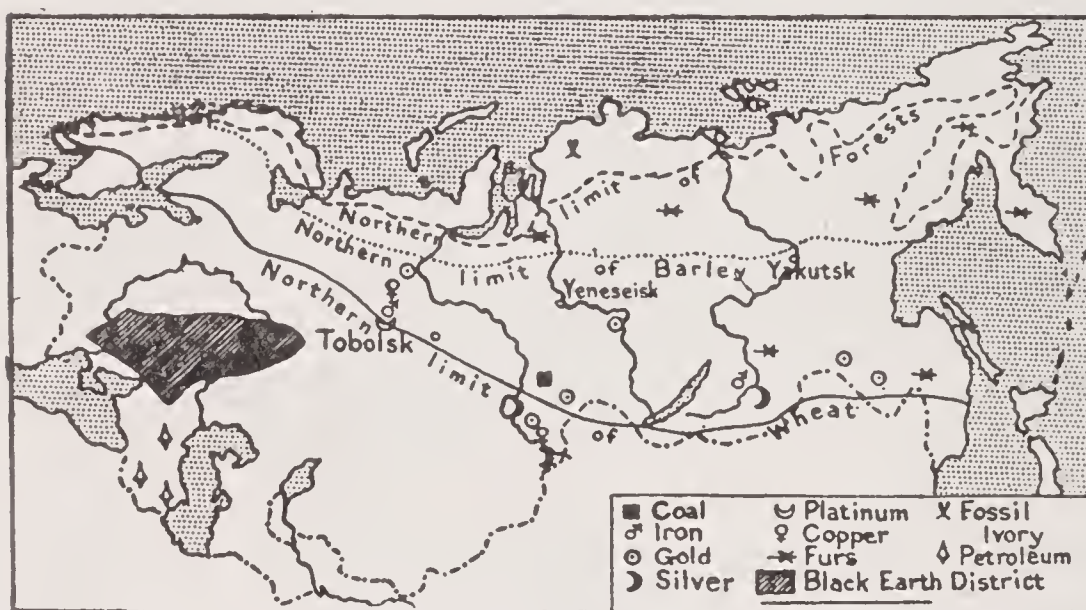 Northern limit of Forests
Northern limit of Barley
Yakutsk
Yeneseisk
Northern limit of Wheat
Tobolsk
Coal
Platinum
Fossil Ivory
Iron
Copper
Gold
Furs
Petroleum
Silver
Black Earth District